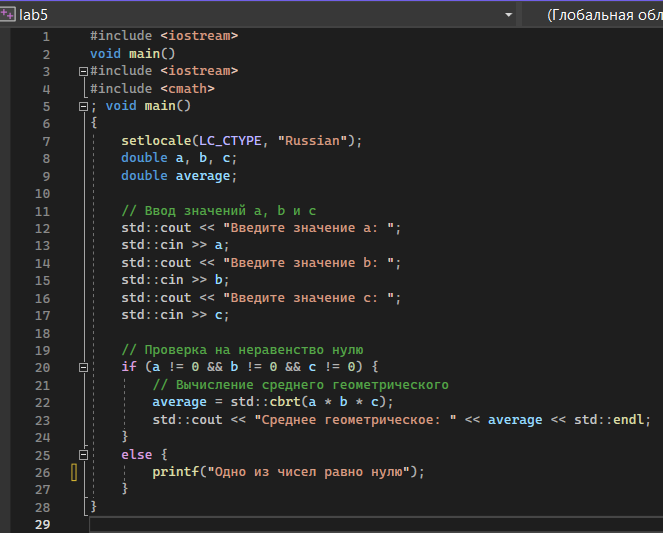 lab5
(Глобальная обл
1 #include <iostream>
2 void main()
3 #include <iostream>
4 #include <cmath>
5 ; void main()
6 {
7 setlocale(LC_CTYPE, "Russian");
8 double a, b, c;
9 double average;
10
11 // Ввод значений a, b и c
12 std::cout << "Введите значение a: ";
13 std::cin >> a;
14 std::cout << "Введите значение b: ";
15 std::cin >> b;
16 std::cout << "Введите значение c: ";
17 std::cin >> c;
18
19 // Проверка на неравенство нулю
20 if (a != 0 && b != 0 && c != 0) {
21 // Вычисление среднего геометрического
22 average = std::cbrt(a * b * c);
23 std::cout << "Среднее геометрическое: " << average << std::endl;
24 }
25 else {
26 printf("Одно из чисел равно нулю");
27 }
28 }
29